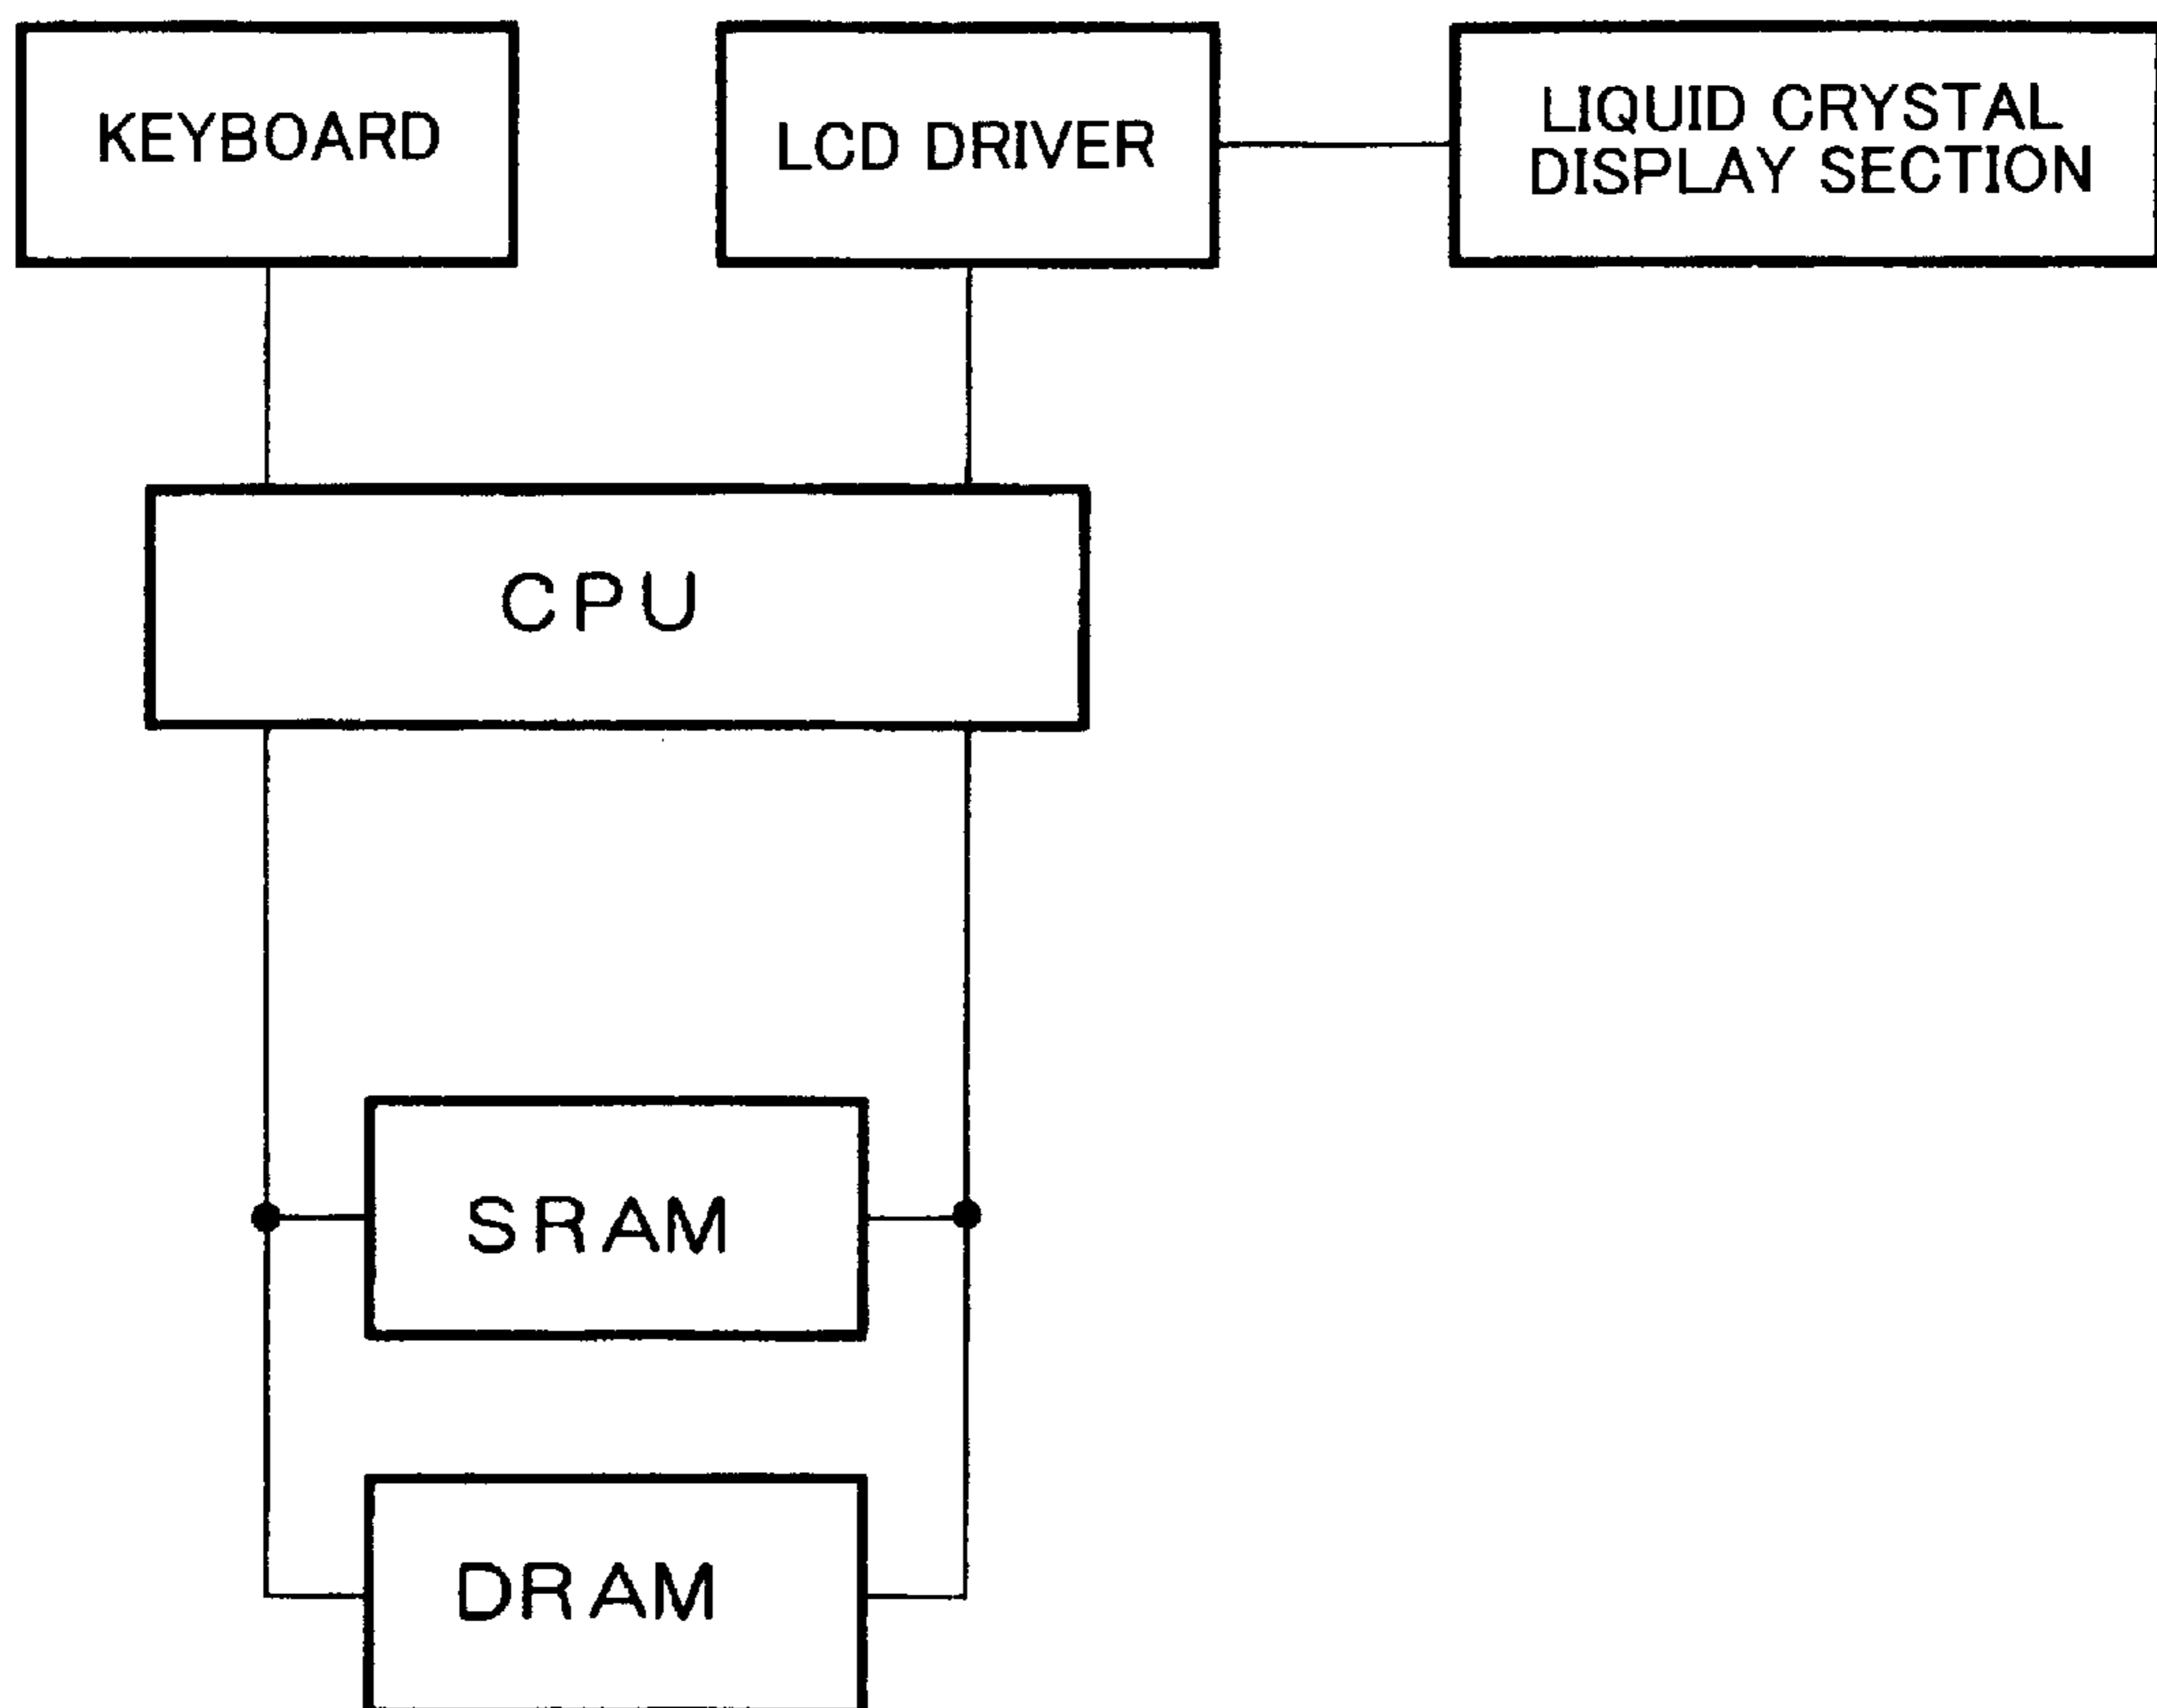 KEYBOARD
LCD DRIVER
LIQUID CRYSTAL
DISPLAY SECTION
CPU
SRAM
DRAM